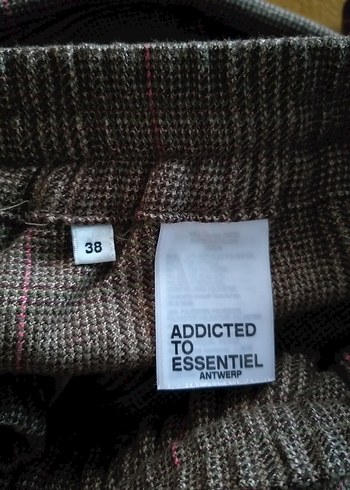 38
ADDICTED
TO
ESSENTIEL
ANTWERP